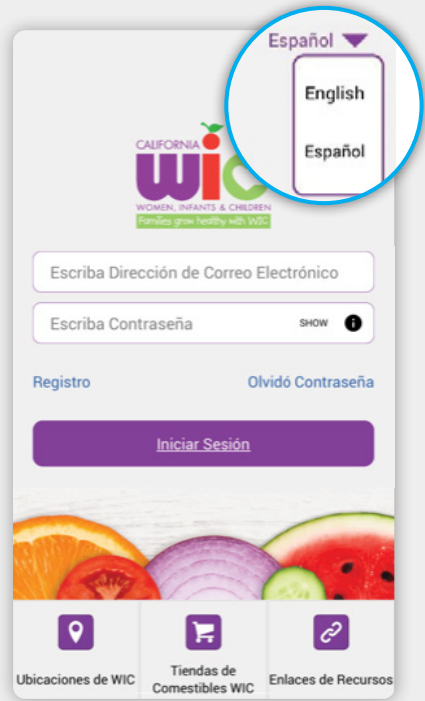 Español
English
Español
CALIFORNIA
WIC
WOMEN, INFANTS & CHILDREN
Families grow healthy with WIC
Escriba Dirección de Correo Electrónico
Escriba Contraseña SHOW i
Registro Olvidó Contraseña
Iniciar Sesión
Ubicaciones de WIC
Tiendas de
Comestibles WIC
Enlaces de Recursos